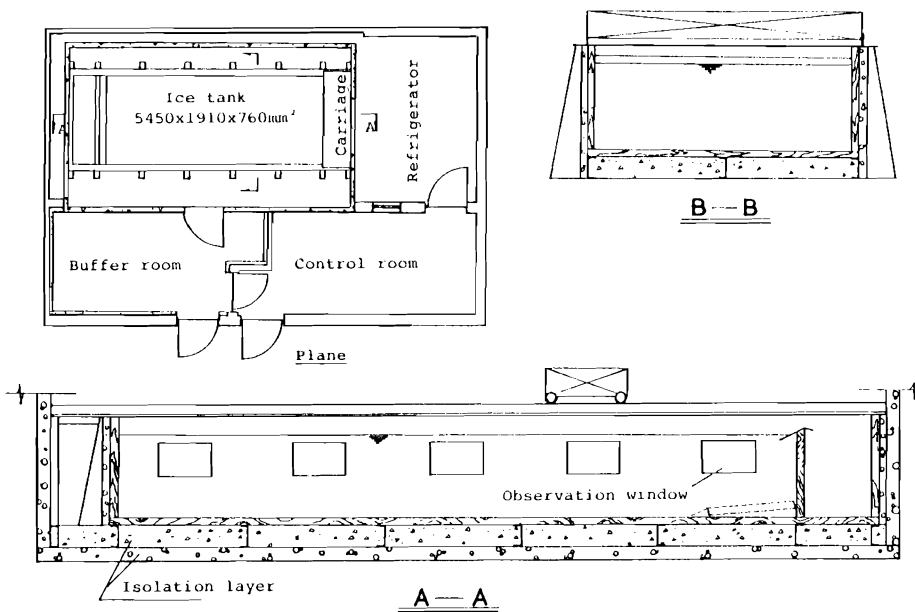 Ice tank
5450x1910x760mm³
Carriage
Refrigerator
A
A
Buffer room
Control room
Plane
B — B
Observation window
Isolation layer
A — A